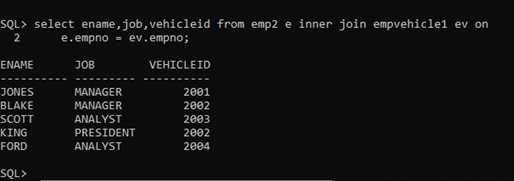 SQL> select ename,job,vehicleid from emp2 e inner join empvehicle1 ev on
  2      e.empno = ev.empno;
ENAME      JOB       VEHICLEID
---------- --------- ----------
JONES      MANAGER         2001
BLAKE      MANAGER         2002
SCOTT      ANALYST         2003
KING       PRESIDENT       2002
FORD       ANALYST         2004
SQL>